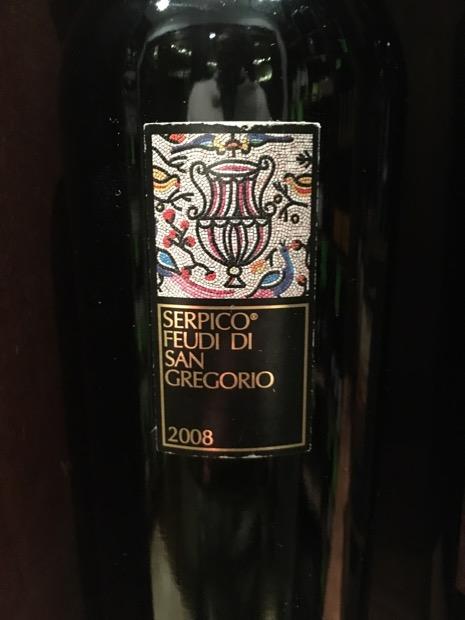 SERPICO®
FEUDI DI
SAN
GREGORIO
2008